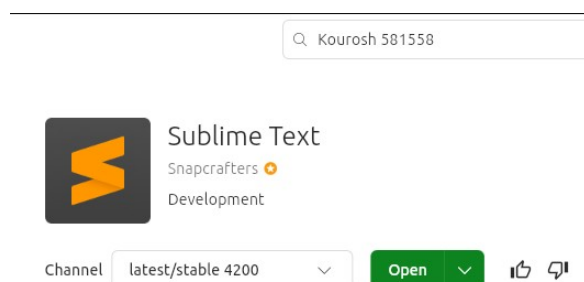 Kourosh 581558
Sublime Text
Snapcrafters
Development
Channel latest/stable 4200 Open